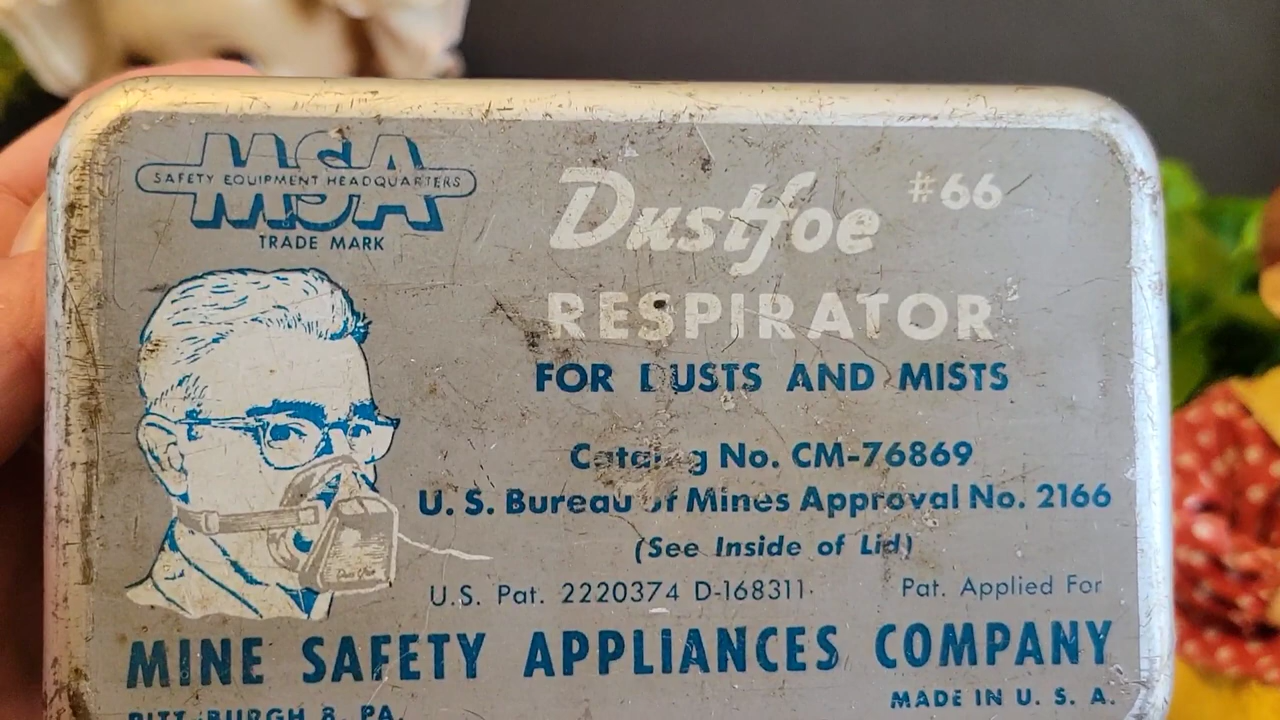 MSA
SAFETY EQUIPMENT HEADQUARTERS
TRADE MARK
Dustfoe #66
RESPIRATOR
FOR DUSTS AND MISTS
Catalog No. CM-76869
U. S. Bureau of Mines Approval No. 2166
(See Inside of Lid)
U.S. Pat. 2220374 D-168311. Pat. Applied For
MINE SAFETY APPLIANCES COMPANY
MADE IN U. S. A.
PITTSBURGH 8, PA.